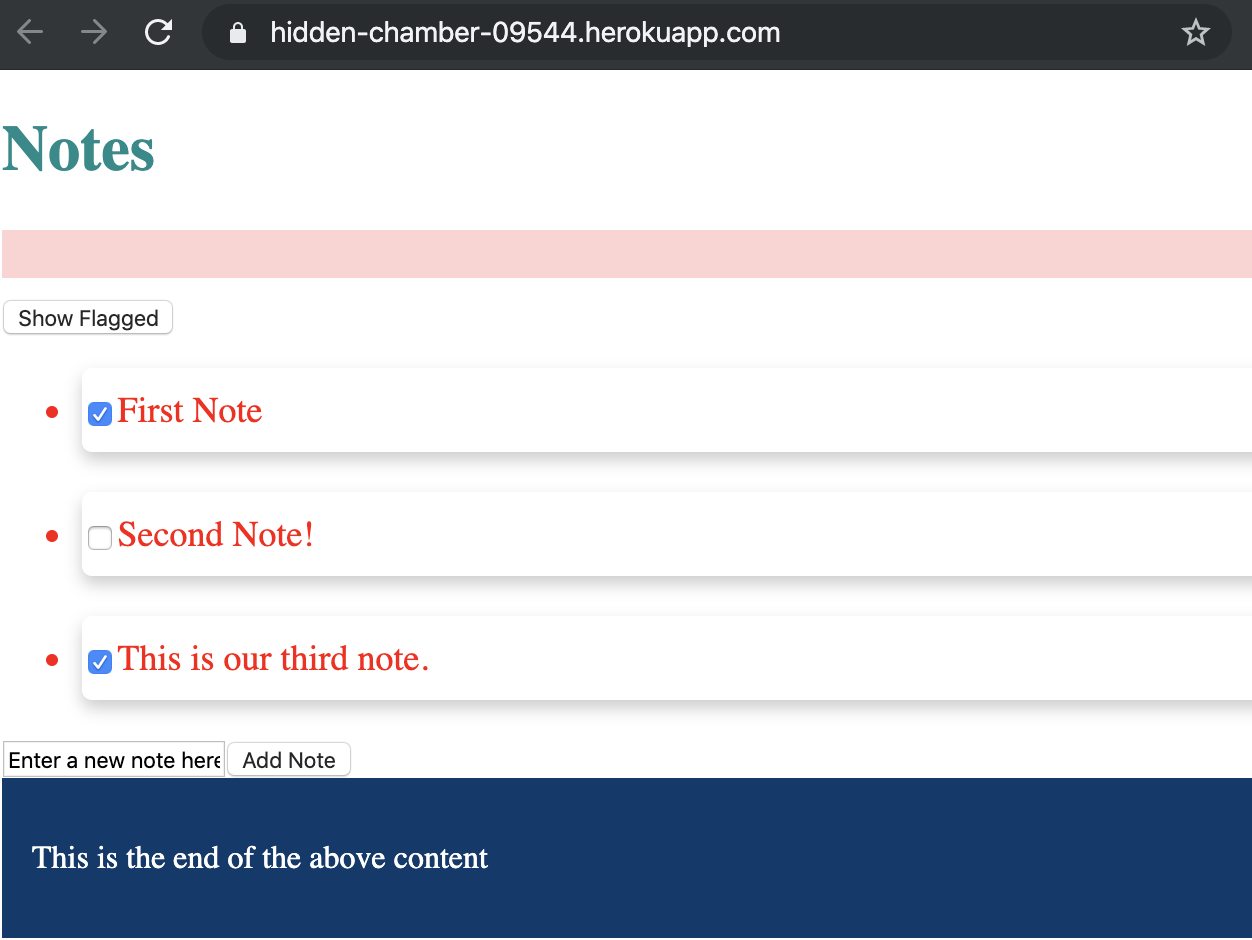 hidden-chamber-09544.herokuapp.com
Notes
Show Flagged
First Note
Second Note!
This is our third note.
Enter a new note here Add Note
This is the end of the above content